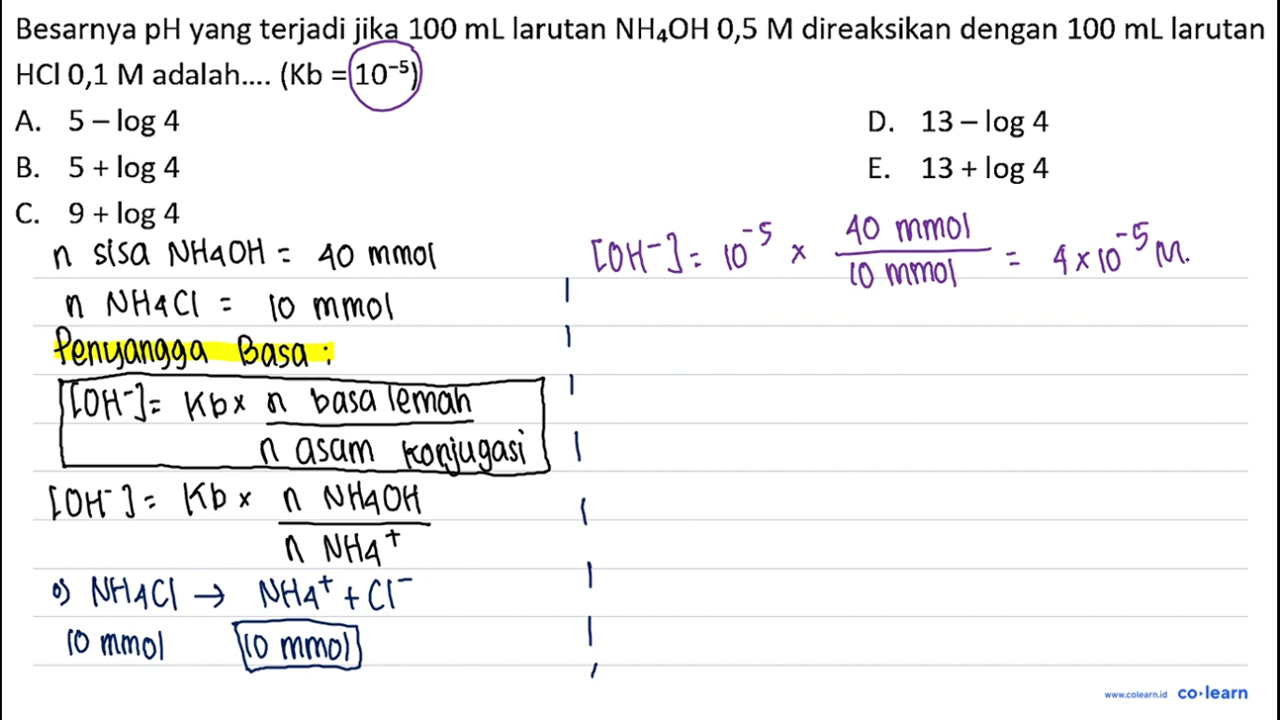 Besarnya pH yang terjadi jika 100 mL larutan NH₄OH 0,5 M direaksikan dengan 100 mL larutan
HCl 0,1 M adalah.... (Kb = 10⁻⁵)
A. 5 – log 4
B. 5 + log 4
C. 9 + log 4
D. 13 – log 4
E. 13 + log 4
n sisa NH4OH = 40 mmol
n NH4Cl = 10 mmol
Penyangga Basa :
[OH⁻] = Kb x n basa lemah
n asam konjugasi
[OH⁻] = Kb x n NH4OH
n NH4⁺
NH4Cl → NH4⁺ + Cl⁻
10 mmol 10 mmol
[OH⁻] = 10⁻⁵ x 40 mmol = 4 x 10⁻⁵ M.
10 mmol
www.colearn.id co·learn